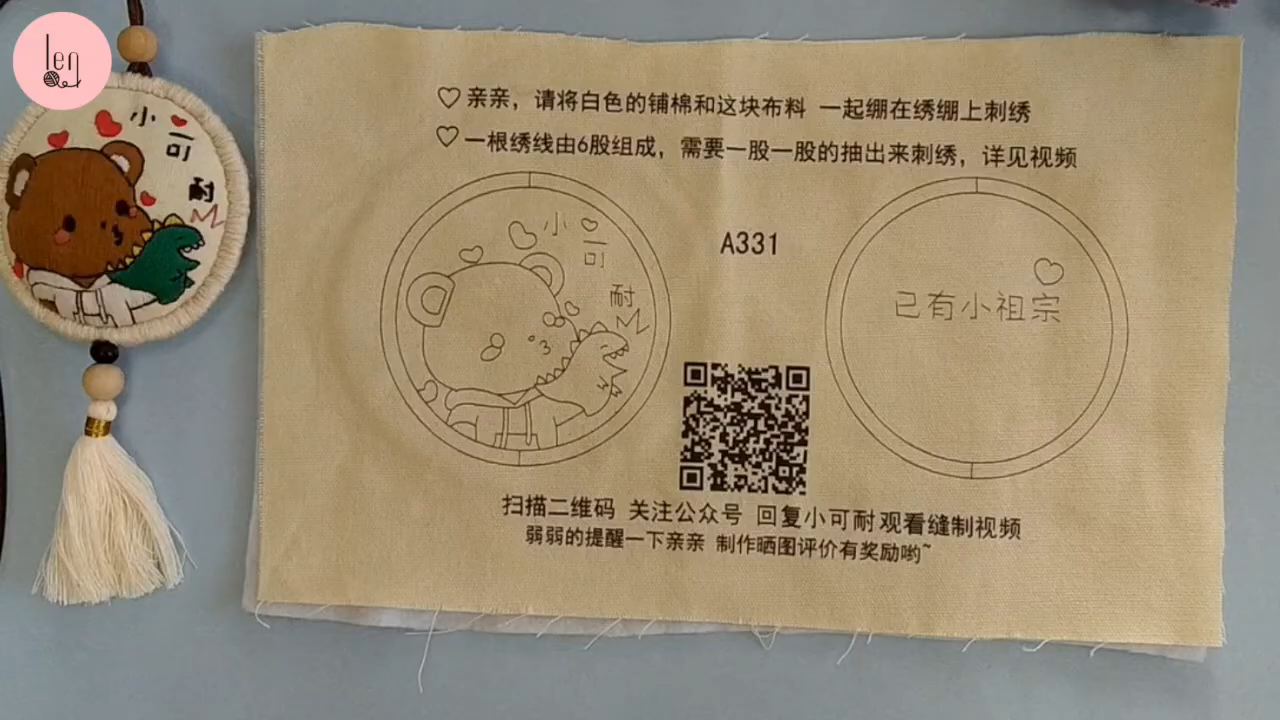 len
小
可
耐
亲亲，请将白色的铺棉和这块布料 一起绷在绣绷上刺绣
一根绣线由6股组成，需要一股一股的抽出来刺绣，详见视频
小
可
耐
A331
已有小祖宗
扫描二维码 关注公众号 回复小可耐观看缝制视频
弱弱的提醒一下亲亲 制作晒图评价有奖励哟~